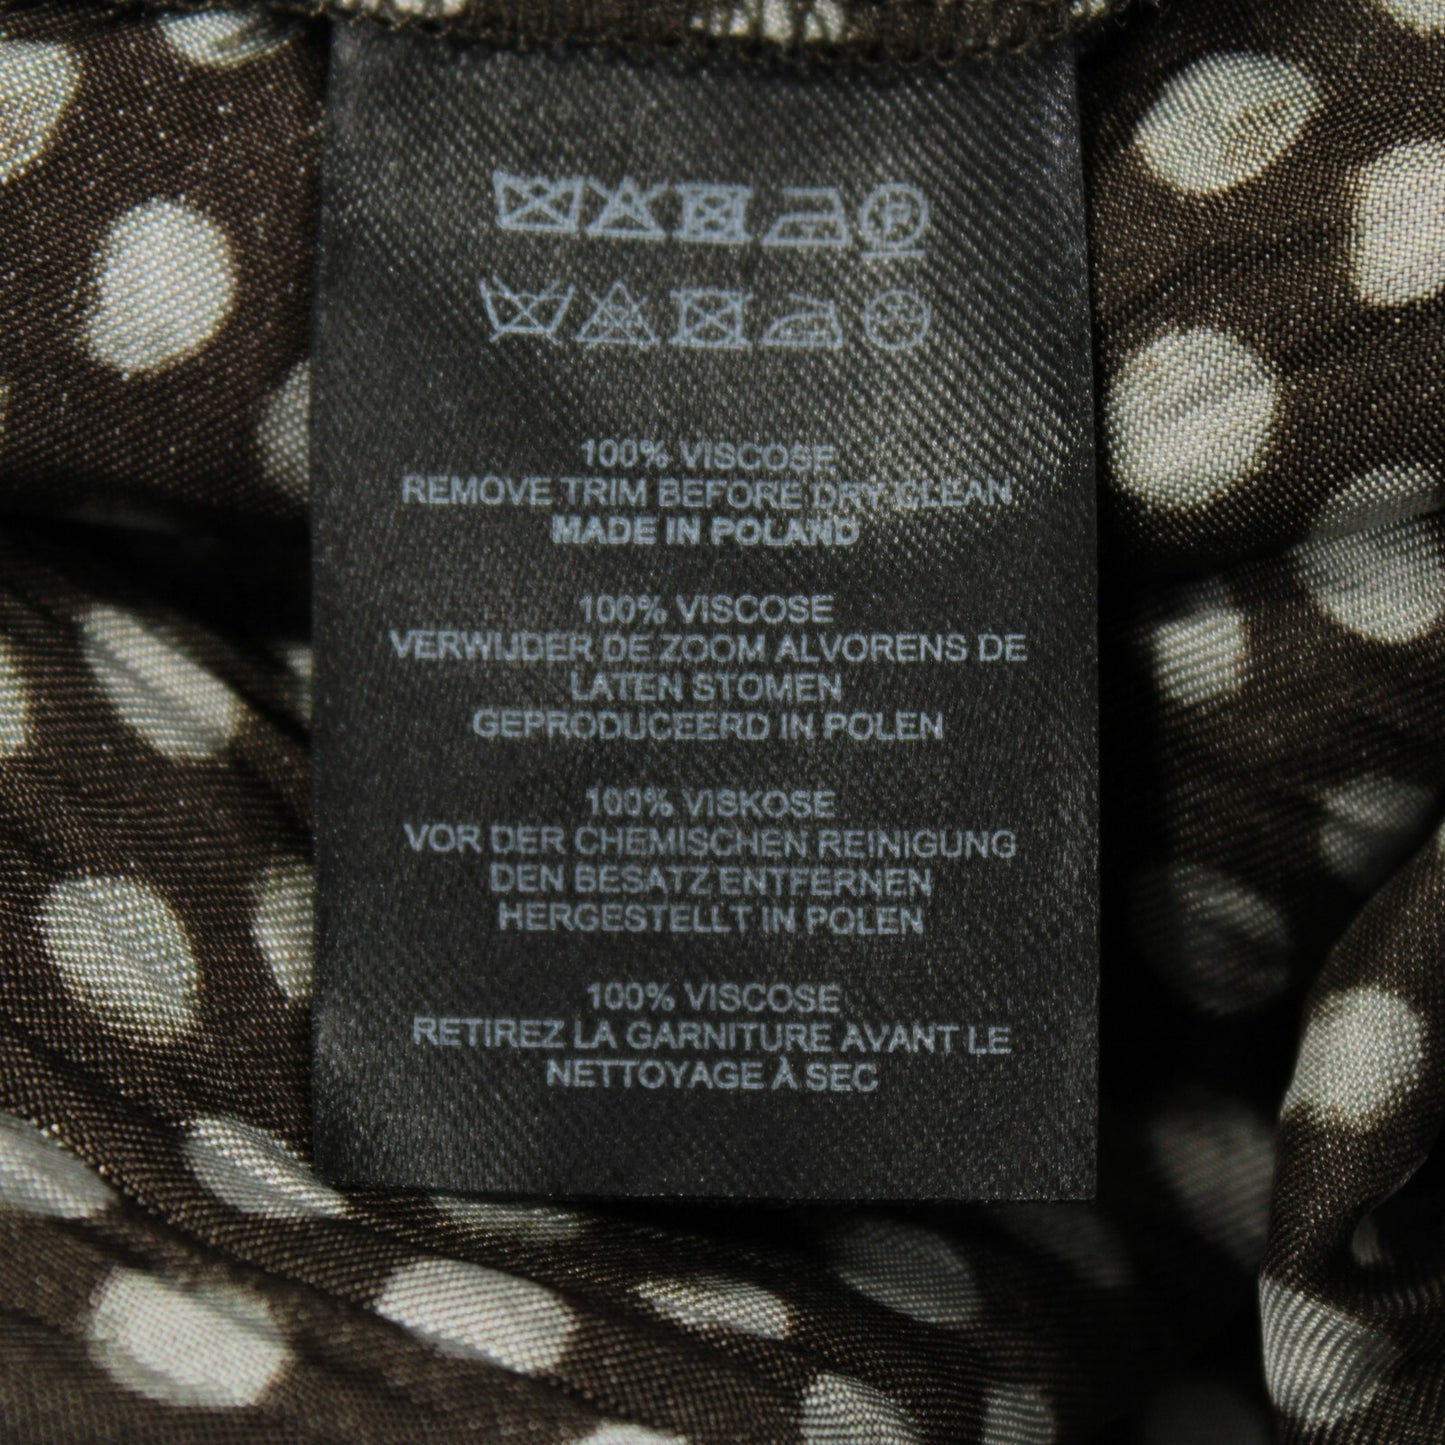 100% VISCOSE
REMOVE TRIM BEFORE DRY CLEAN
MADE IN POLAND
100% VISCOSE
VERWIJDER DE ZOOM ALVORENS DE
LATEN STOMEN
GEPRODUCEERD IN POLEN
100% VISKOSE
VOR DER CHEMISCHEN REINIGUNG
DEN BESATZ ENTFERNEN
HERGESTELLT IN POLEN
100% VISCOSE
RETIREZ LA GARNITURE AVANT LE
NETTOYAGE À SEC